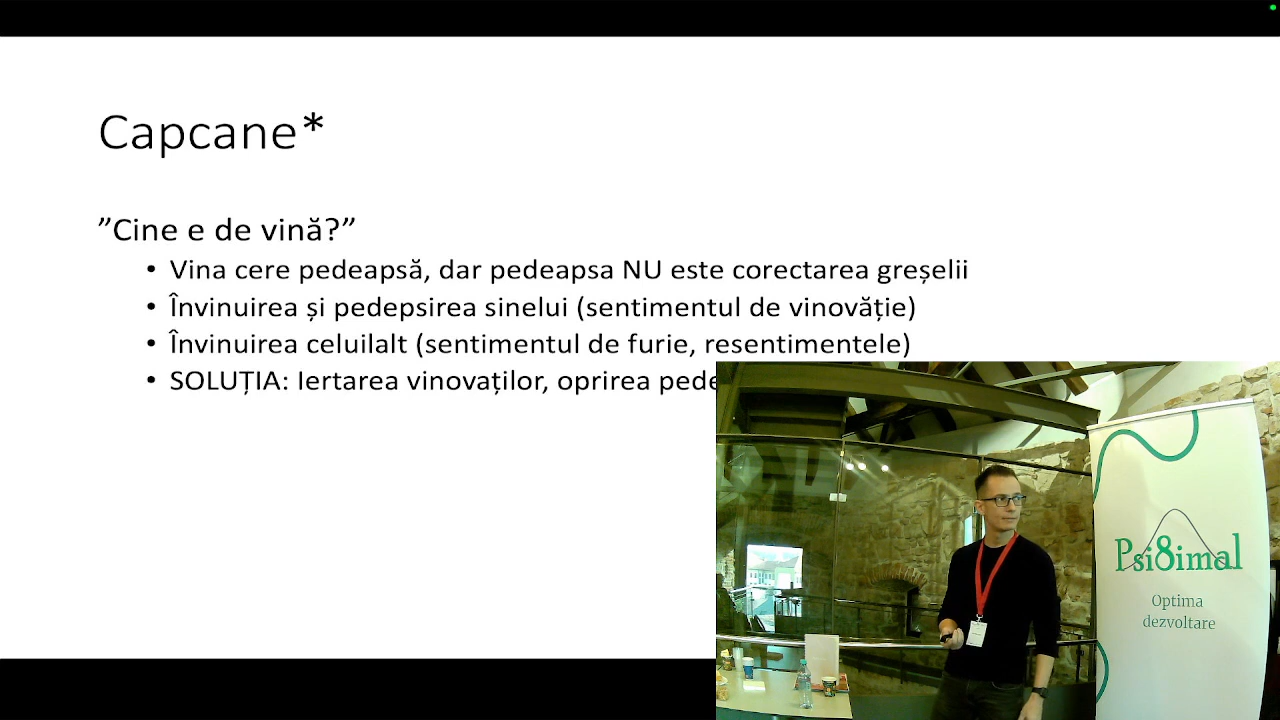 Capcane*
”Cine e de vină?”
• Vina cere pedeapsă, dar pedeapsa NU este corectarea greșelii
• Învinuirea și pedepsirea sinelui (sentimentul de vinovăție)
• Învinuirea celuilalt (sentimentul de furie, resentimentele)
• SOLUȚIA: Iertarea vinovaților, oprirea pede
Psi8imal
Optima
dezvoltare